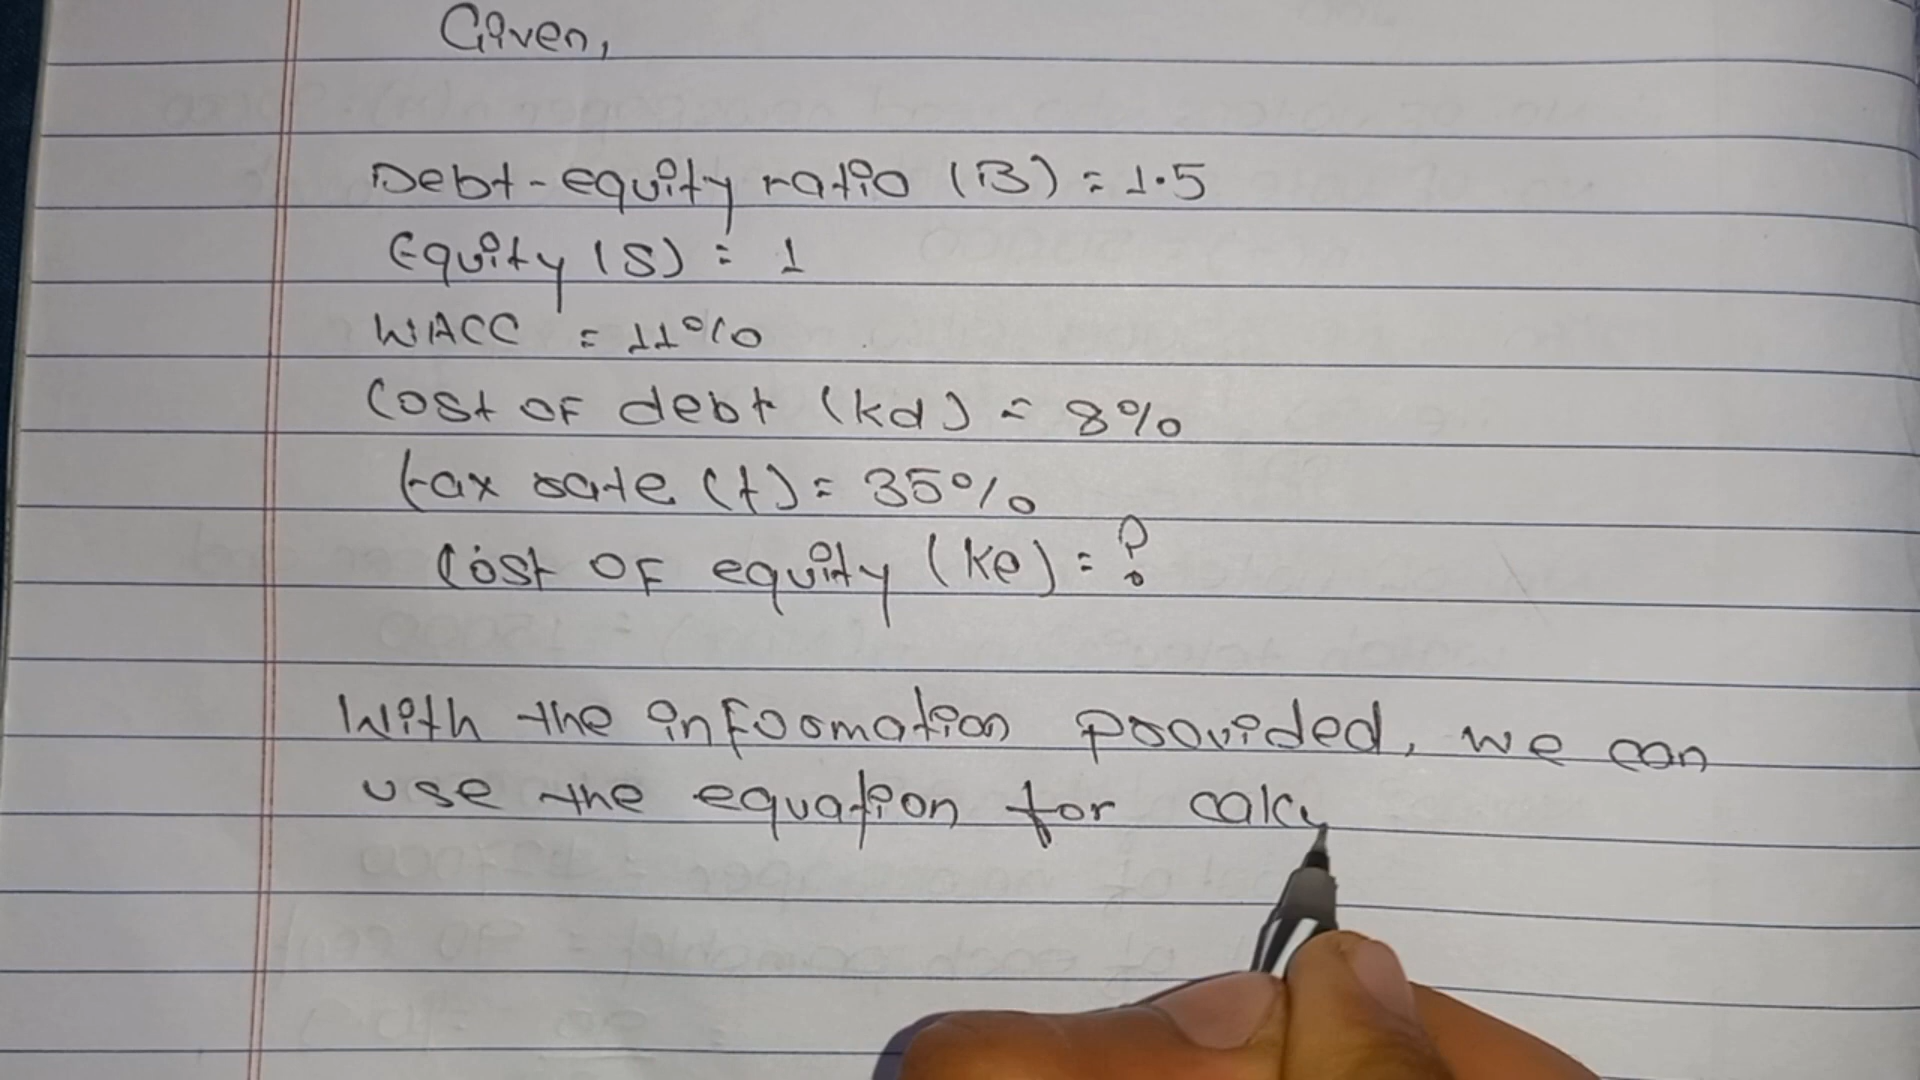 Given,
Debt-equity ratio (B) = 1.5
Equity (S) = 1
WACC = 11%
Cost OF debt (kd) = 8%
tax rate (t) = 35%
Cost OF equity (ke) = ?
With the information provided, we can
use the equation for calcu